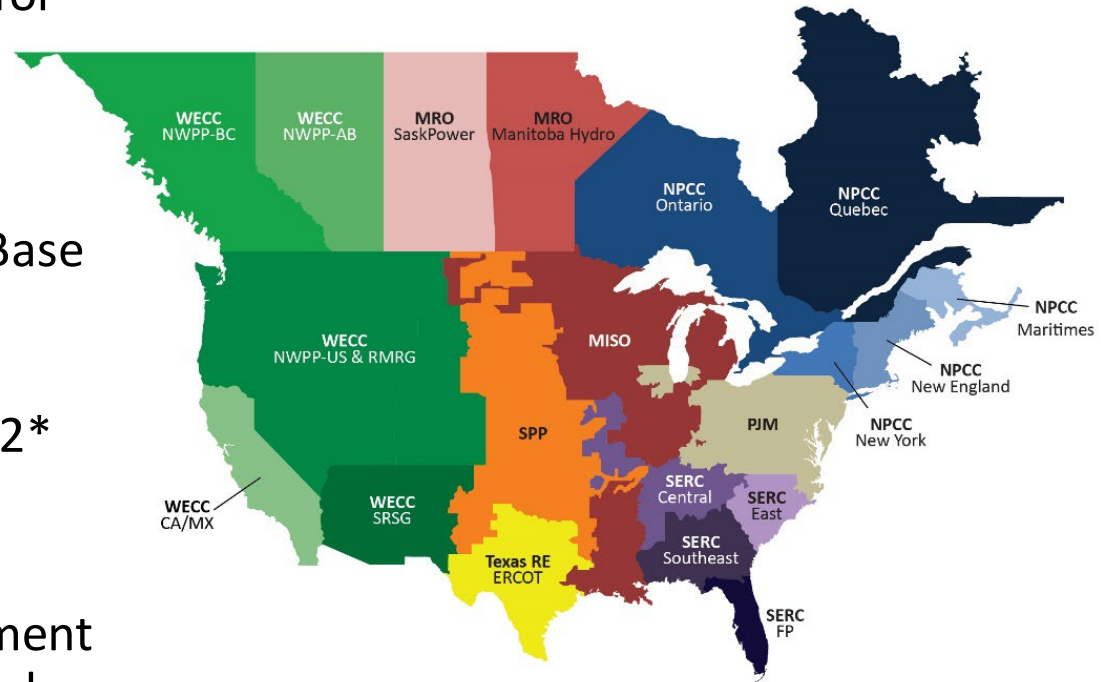 Base
2*
WECC
NWPP-BC
WECC
NWPP-AB
MRO
SaskPower
MRO
Manitoba Hydro
NPCC
Ontario
NPCC
Quebec
NPCC
Maritimes
NPCC
New England
NPCC
New York
WECC
NWPP-US & RMRG
MISO
SPP
PJM
WECC
CA/MX
WECC
SRSG
SERC
Central
SERC
East
SERC
Southeast
Texas RE
ERCOT
SERC
FP
ment